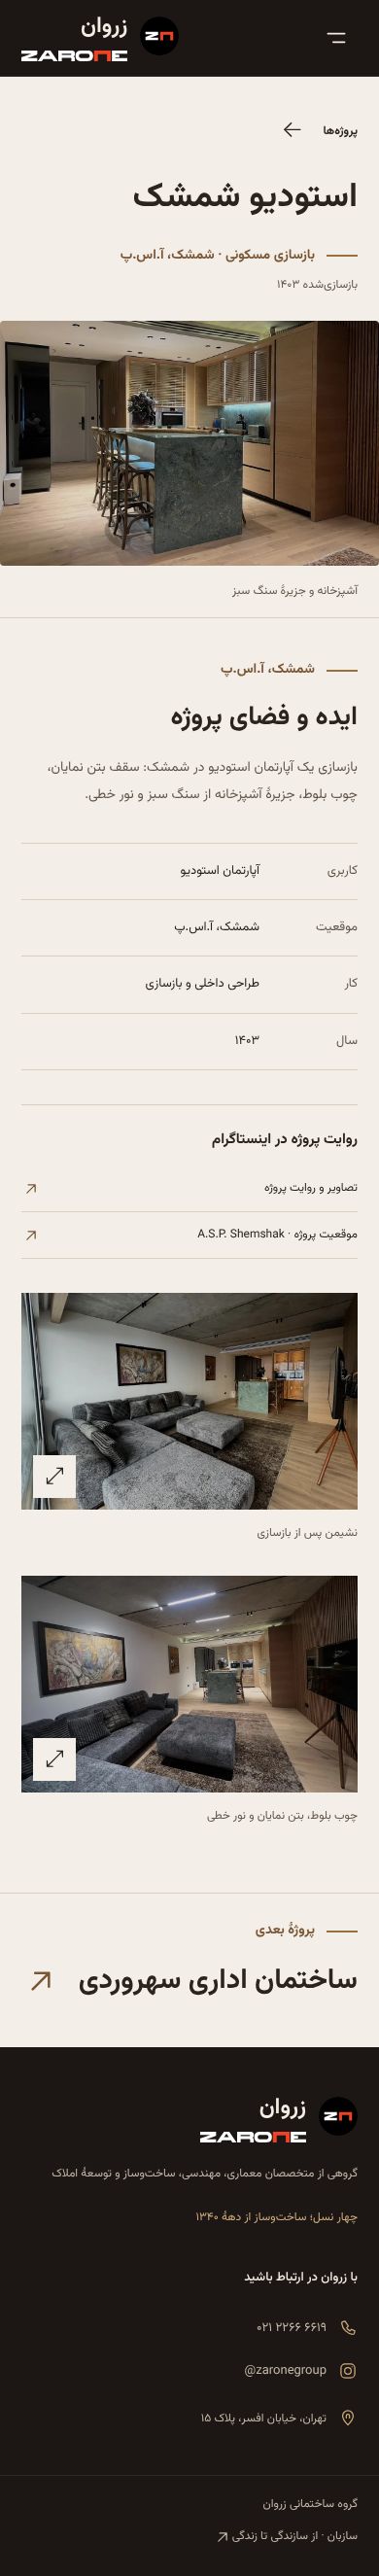 زروان
ZARONE
پروژه‌ها
استودیو شمشک
بازسازی مسکونی · شمشک، آ.اس.پ
بازسازی‌شده ۱۴۰۳
آشپزخانه و جزیرهٔ سنگ سبز
شمشک، آ.اس.پ
ایده و فضای پروژه
بازسازی یک آپارتمان استودیو در شمشک: سقف بتن نمایان،
چوب بلوط، جزیرهٔ آشپزخانه از سنگ سبز و نور خطی.
کاربری آپارتمان استودیو
موقعیت شمشک، آ.اس.پ
کار طراحی داخلی و بازسازی
سال ۱۴۰۳
روایت پروژه در اینستاگرام
تصاویر و روایت پروژه
موقعیت پروژه · A.S.P. Shemshak
نشیمن پس از بازسازی
چوب بلوط، بتن نمایان و نور خطی
پروژهٔ بعدی
ساختمان اداری سهروردی
زروان
ZARONE
گروهی از متخصصان معماری، مهندسی، ساخت‌وساز و توسعهٔ املاک
چهار نسل؛ ساخت‌وساز از دههٔ ۱۳۴۰
با زروان در ارتباط باشید
۰۲۱ ۲۲۶۶ ۶۶۱۹
@zaronegroup
تهران، خیابان افسر، پلاک ۱۵
گروه ساختمانی زروان
سازبان · از سازندگی تا زندگی